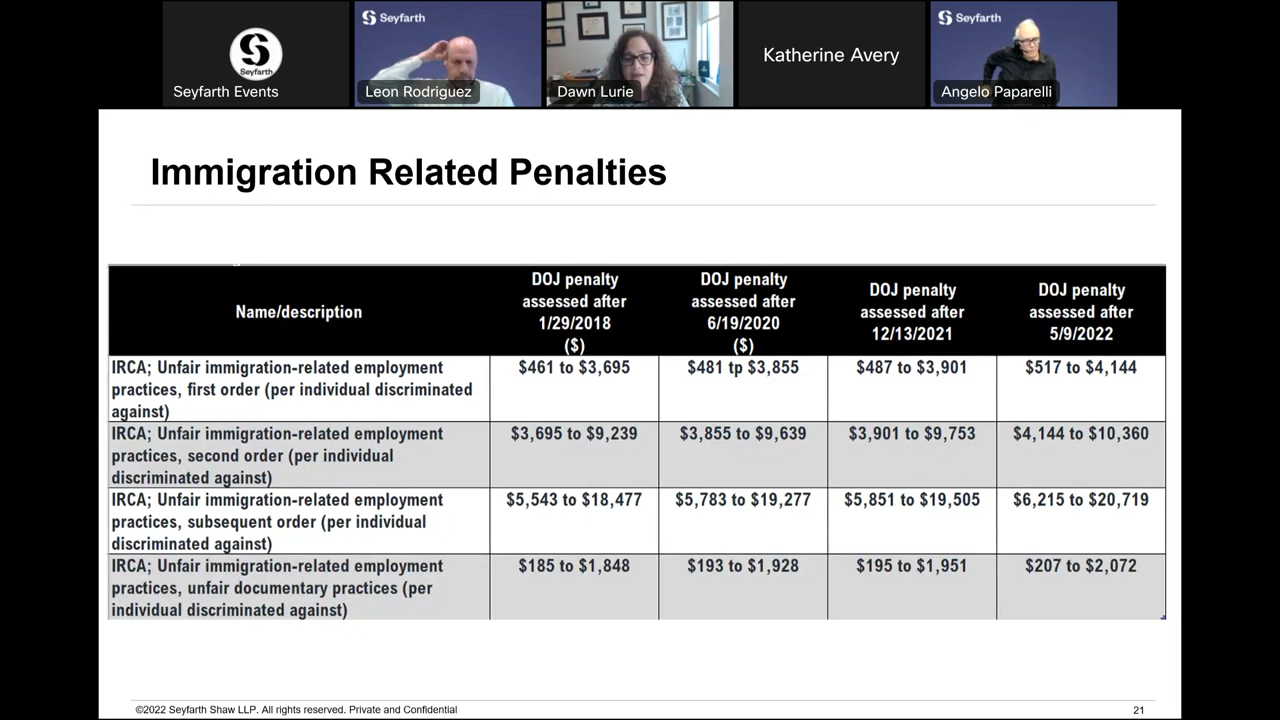 Seyfarth
Seyfarth Events
Seyfarth
Leon Rodriguez
Dawn Lurie
Katherine Avery
Seyfarth
Angelo Paparelli
Immigration Related Penalties
Name/description
DOJ penalty
assessed after
1/29/2018
($)
DOJ penalty
assessed after
6/19/2020
($)
DOJ penalty
assessed after
12/13/2021
DOJ penalty
assessed after
5/9/2022
IRCA; Unfair immigration-related employment
practices, first order (per individual discriminated
against)
$461 to $3,695
$481 tp $3,855
$487 to $3,901
$517 to $4,144
IRCA; Unfair immigration-related employment
practices, second order (per individual
discriminated against)
$3,695 to $9,239
$3,855 to $9,639
$3,901 to $9,753
$4,144 to $10,360
IRCA; Unfair immigration-related employment
practices, subsequent order (per individual
discriminated against)
$5,543 to $18,477
$5,783 to $19,277
$5,851 to $19,505
$6,215 to $20,719
IRCA; Unfair immigration-related employment
practices, unfair documentary practices (per
individual discriminated against)
$185 to $1,848
$193 to $1,928
$195 to $1,951
$207 to $2,072
©2022 Seyfarth Shaw LLP. All rights reserved. Private and Confidential
21